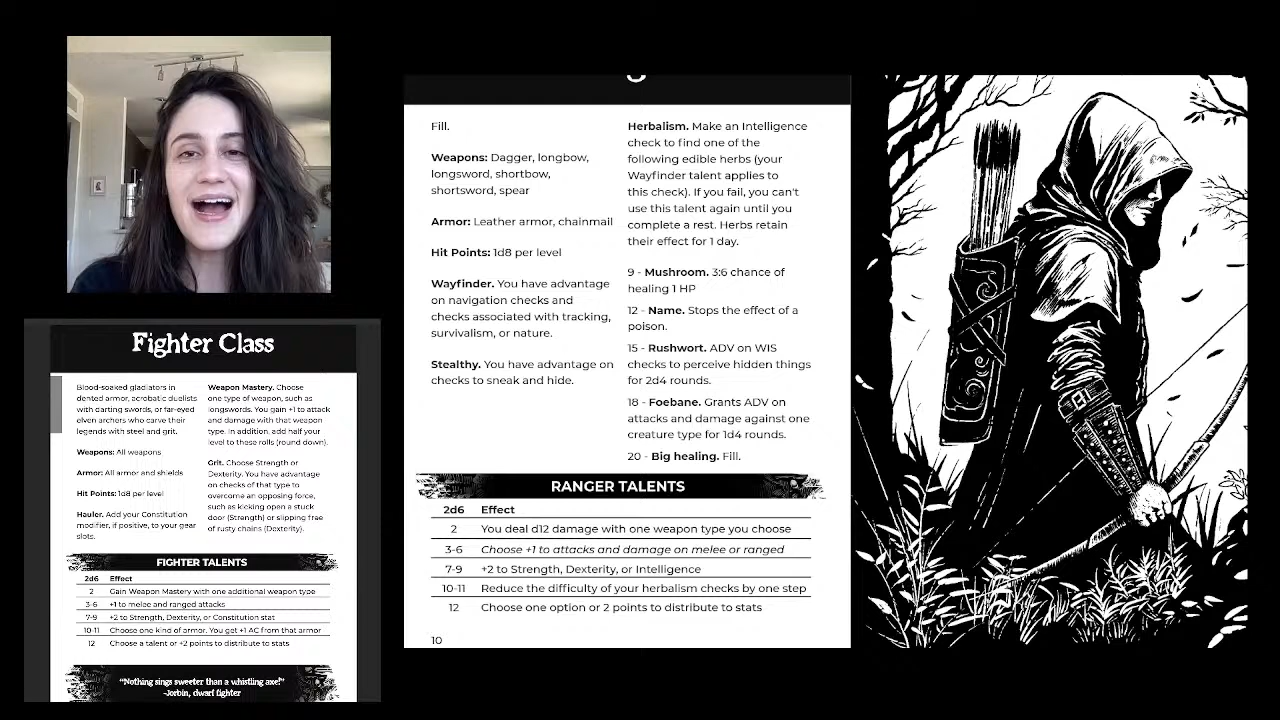 Fighter Class
Blood-soaked gladiators in
dented armor, acrobatic duelists
with darting swords, or far-eyed
elven archers who carve their
legends with steel and grit.
Weapons: All weapons
Armor: All armor and shields
Hit Points: 1d8 per level
Hauler. Add your Constitution
modifier, if positive, to your gear
slots.
Weapon Mastery. Choose
one type of weapon, such as
longswords. You gain +1 to attack
and damage with that weapon
type. In addition, add half your
level to these rolls (round down).
Grit. Choose Strength or
Dexterity. You have advantage
on checks of that type to
overcome an opposing force,
such as kicking open a stuck
door (Strength) or slipping free
of rusty chains (Dexterity).
FIGHTER TALENTS
2d6 Effect
2 Gain Weapon Mastery with one additional weapon type
3-6 +1 to melee and ranged attacks
7-9 +2 to Strength, Dexterity, or Constitution stat
10-11 Choose one kind of armor. You get +1 AC from that armor
12 Choose a talent or +2 points to distribute to stats
"Nothing sings sweeter than a whistling axe!"
-Jorbin, dwarf fighter
Fill.
Weapons: Dagger, longbow,
longsword, shortbow,
shortsword, spear
Armor: Leather armor, chainmail
Hit Points: 1d8 per level
Wayfinder. You have advantage
on navigation checks and
checks associated with tracking,
survivalism, or nature.
Stealthy. You have advantage on
checks to sneak and hide.
Herbalism. Make an Intelligence
check to find one of the
following edible herbs (your
Wayfinder talent applies to
this check). If you fail, you can't
use this talent again until you
complete a rest. Herbs retain
their effect for 1 day.
9 - Mushroom. 3:6 chance of
healing 1 HP
12 - Name. Stops the effect of a
poison.
15 - Rushwort. ADV on WIS
checks to perceive hidden things
for 2d4 rounds.
18 - Foebane. Grants ADV on
attacks and damage against one
creature type for 1d4 rounds.
20 - Big healing. Fill.
RANGER TALENTS
2d6 Effect
2 You deal d12 damage with one weapon type you choose
3-6 Choose +1 to attacks and damage on melee or ranged
7-9 +2 to Strength, Dexterity, or Intelligence
10-11 Reduce the difficulty of your herbalism checks by one step
12 Choose one option or 2 points to distribute to stats
10